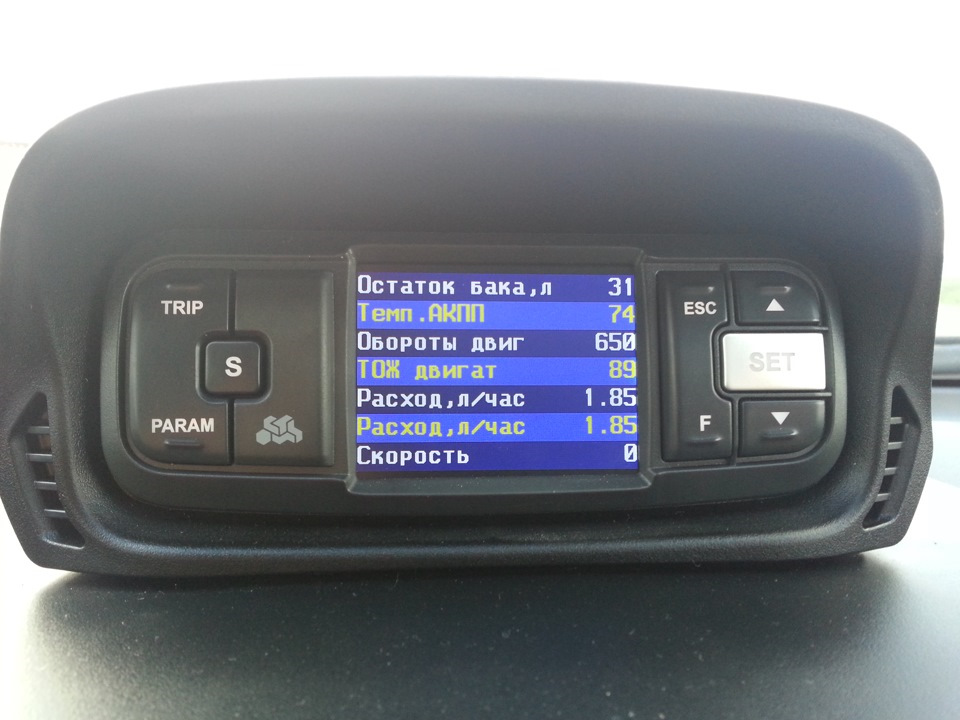 TRIP
S
PARAM
Остаток бака,л 31
Темп.АКПП 74
Обороты двиг 650
ТОЖ двигат 89
Расход,л/час 1.85
Расход,л/час 1.85
Скорость 0
ESC
SET
F